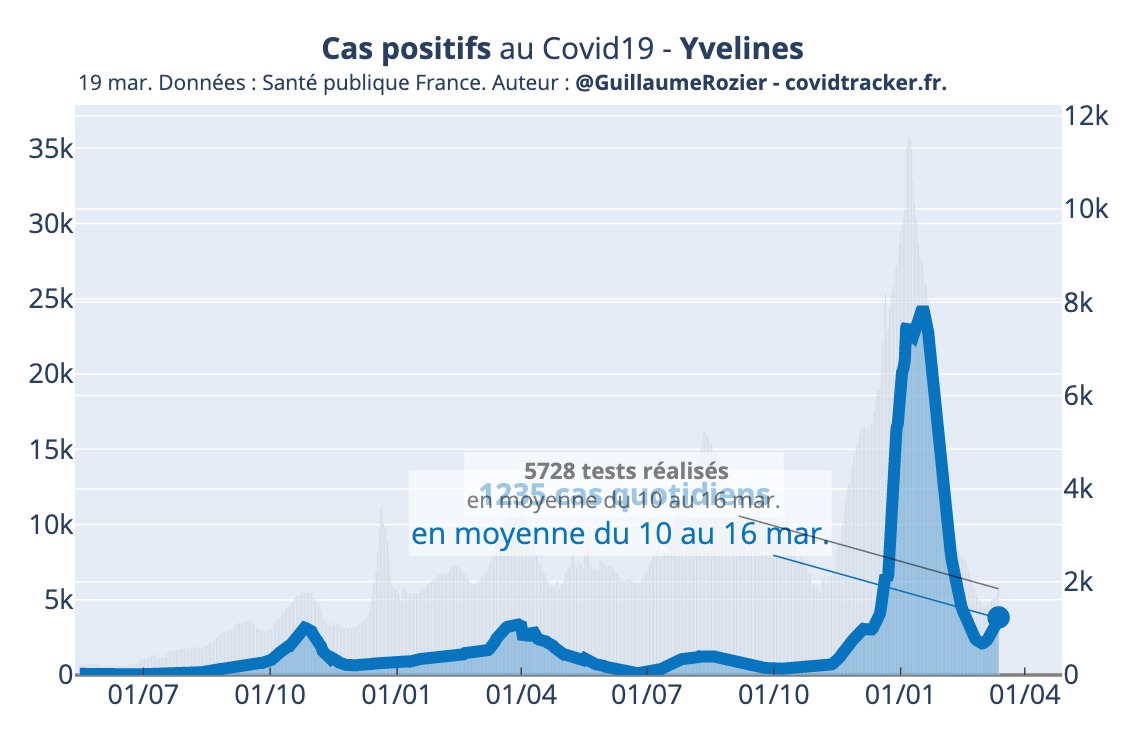 Cas positifs au Covid19 - Yvelines
19 mar. Données : Santé publique France. Auteur : @GuillaumeRozier - covidtracker.fr.
12k
35k
10k
30k
25k
8k
20k
6k
15k
5728 tests réalisés
1235 cas quotidiens
4k
en moyenne du 10 au 16 mar.
10k
en moyenne du 10 au 16 mar.
2k
5k
0
0
01/07 01/10 01/01 01/04 01/07 01/10 01/01 01/04